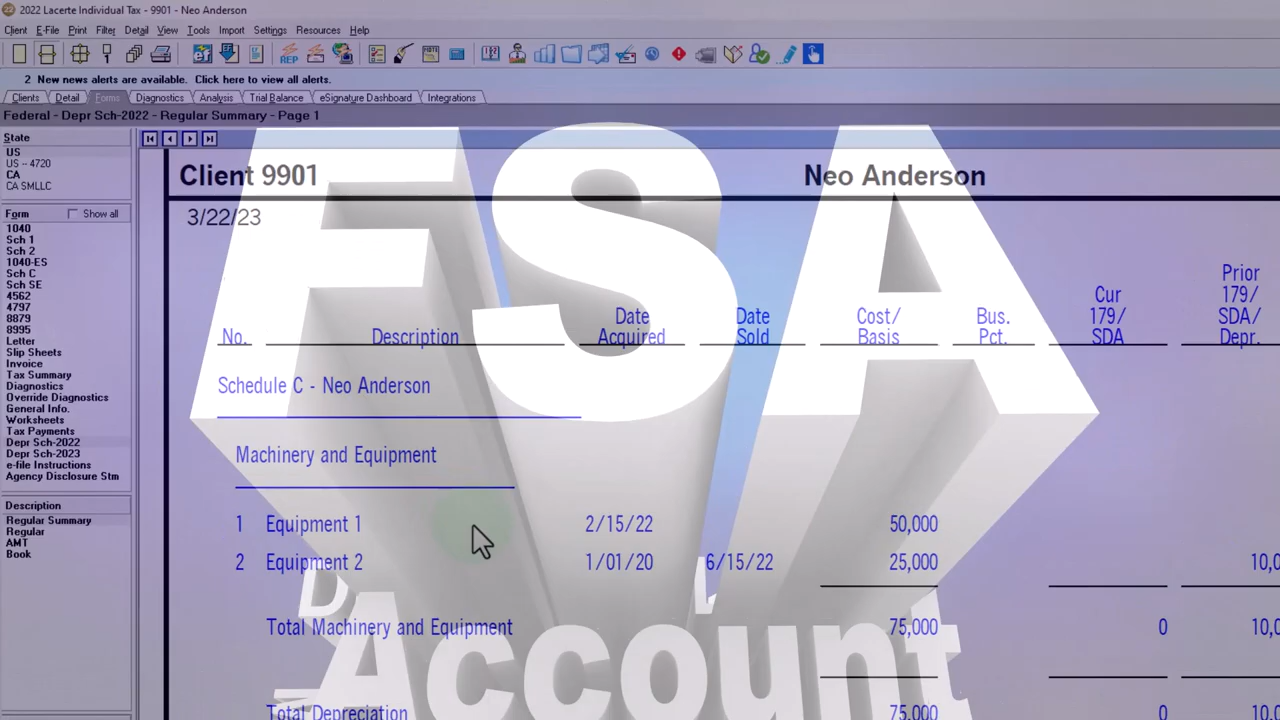 2022 Lacerte Individual Tax - 9901 - Neo Anderson
Client E-File Print Filter Detail View Tools Import Settings Resources Help
2 New news alerts are available. Click here to view all alerts.
Clients Detail Forms Diagnostics Analysis Trial Balance eSignature Dashboard Integrations
Federal - Depr Sch-2022 - Regular Summary - Page 1
State
US
US -- 4720
CA
CA SMLLC
Form Show all
1040
Sch 1
Sch 2
1040-ES
Sch C
Sch SE
4562
4797
8879
8995
Letter
Slip Sheets
Invoice
Tax Summary
Diagnostics
Override Diagnostics
General Info.
Worksheets
Tax Payments
Depr Sch-2022
Depr Sch-2023
e-file Instructions
Agency Disclosure Stm
Description
Regular Summary
Regular
AMT
Book
Client 9901 Neo Anderson
3/22/23
No. Description Date Acquired Date Sold Cost/ Basis Bus. Pct. Cur 179/ SDA Prior 179/ SDA/ Depr.
Schedule C - Neo Anderson
Machinery and Equipment
1 Equipment 1 2/15/22 50,000
2 Equipment 2 1/01/20 6/15/22 25,000 10,0
Total Machinery and Equipment 75,000 0 10,0
Total Depreciation 75,000 0 10,0
FSA
Account